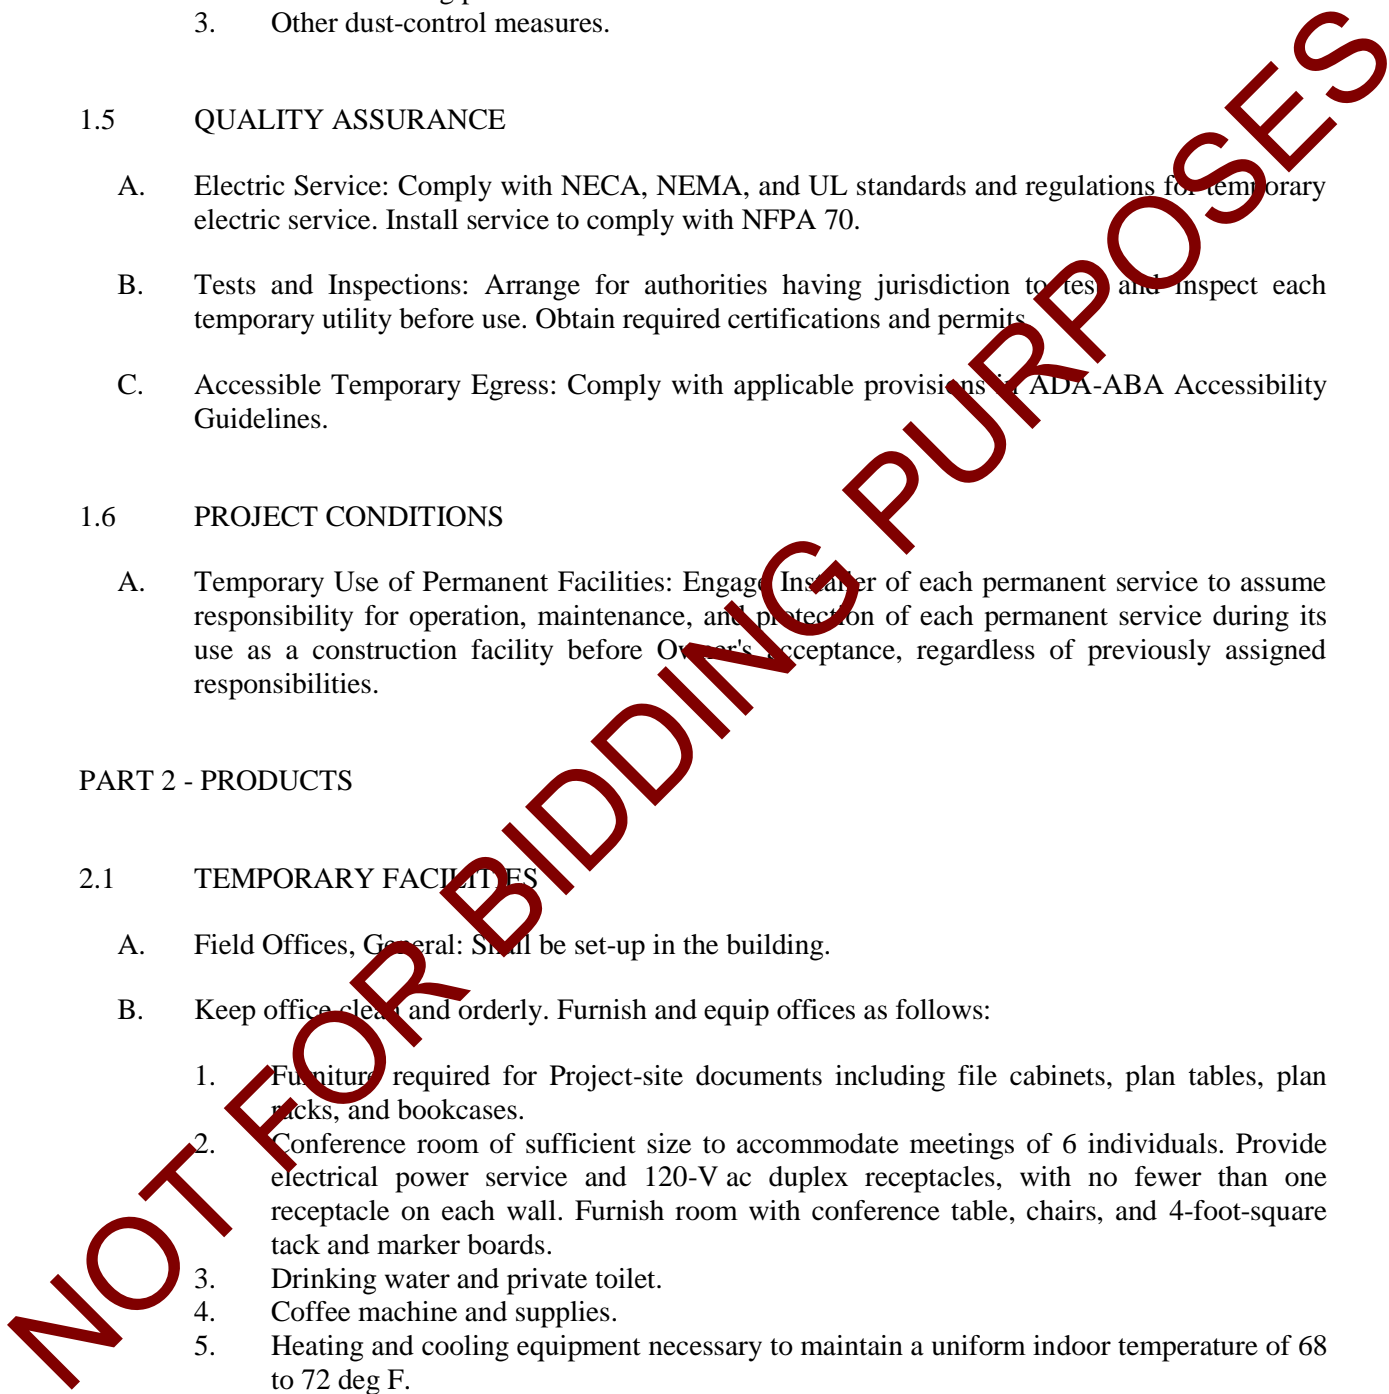 3. Other dust-control measures.
1.5 QUALITY ASSURANCE
A. Electric Service: Comply with NECA, NEMA, and UL standards and regulations for temporary
electric service. Install service to comply with NFPA 70.
B. Tests and Inspections: Arrange for authorities having jurisdiction to test and inspect each
temporary utility before use. Obtain required certifications and permits.
C. Accessible Temporary Egress: Comply with applicable provisions in ADA-ABA Accessibility
Guidelines.
1.6 PROJECT CONDITIONS
A. Temporary Use of Permanent Facilities: Engage Installer of each permanent service to assume
responsibility for operation, maintenance, and protection of each permanent service during its
use as a construction facility before Owner's acceptance, regardless of previously assigned
responsibilities.
PART 2 - PRODUCTS
2.1 TEMPORARY FACILITIES
A. Field Offices, General: Shall be set-up in the building.
B. Keep office clean and orderly. Furnish and equip offices as follows:
1. Furniture required for Project-site documents including file cabinets, plan tables, plan
racks, and bookcases.
2. Conference room of sufficient size to accommodate meetings of 6 individuals. Provide
electrical power service and 120-V ac duplex receptacles, with no fewer than one
receptacle on each wall. Furnish room with conference table, chairs, and 4-foot-square
tack and marker boards.
3. Drinking water and private toilet.
4. Coffee machine and supplies.
5. Heating and cooling equipment necessary to maintain a uniform indoor temperature of 68
to 72 deg F.
NOT FOR BIDDING PURPOSES